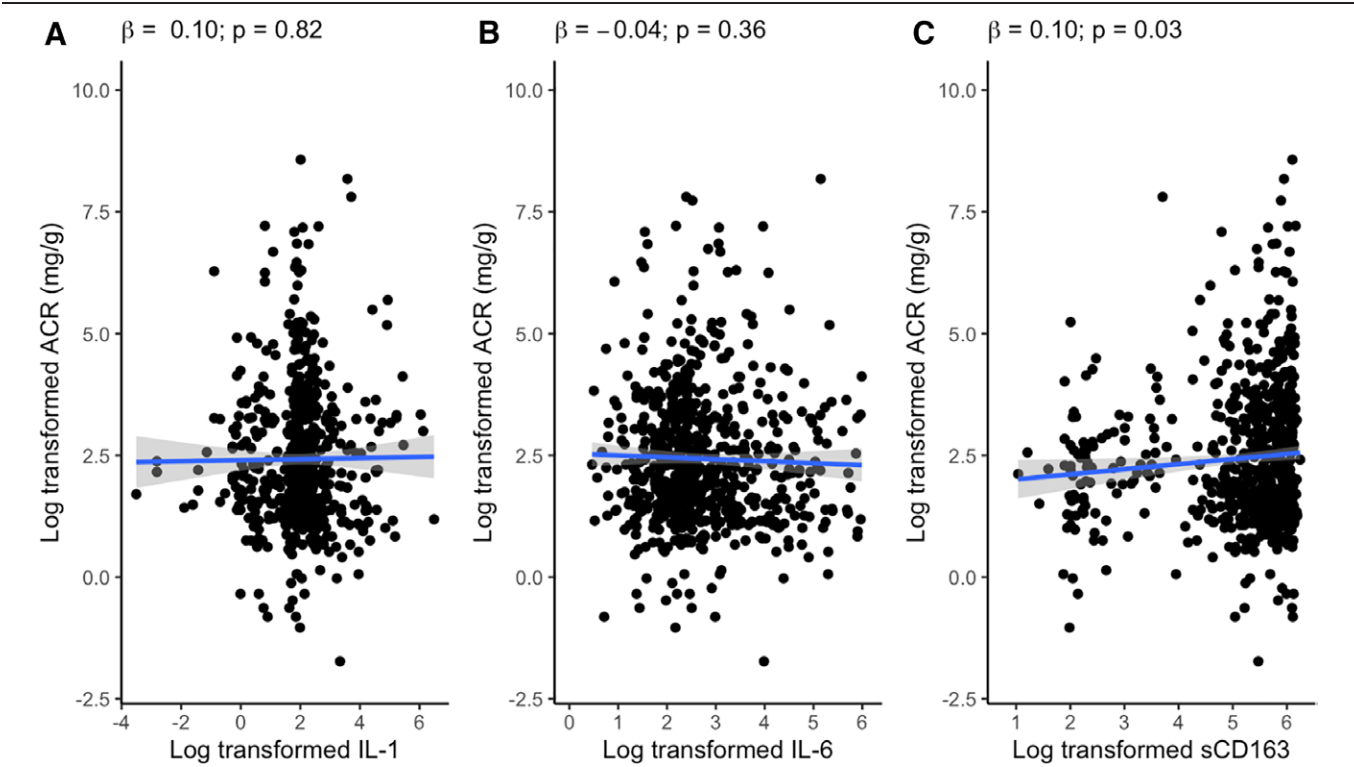 A β = 0.10; p = 0.82
B β = −0.04; p = 0.36
C β = 0.10; p = 0.03
10.0
7.5
5.0
2.5
0.0
-2.5
Log transformed ACR (mg/g)
-4 -2 0 2 4 6
Log transformed IL-1
10.0
7.5
5.0
2.5
0.0
-2.5
Log transformed ACR (mg/g)
0 1 2 3 4 5 6
Log transformed IL-6
10.0
7.5
5.0
2.5
0.0
-2.5
Log transformed ACR (mg/g)
1 2 3 4 5 6
Log transformed sCD163